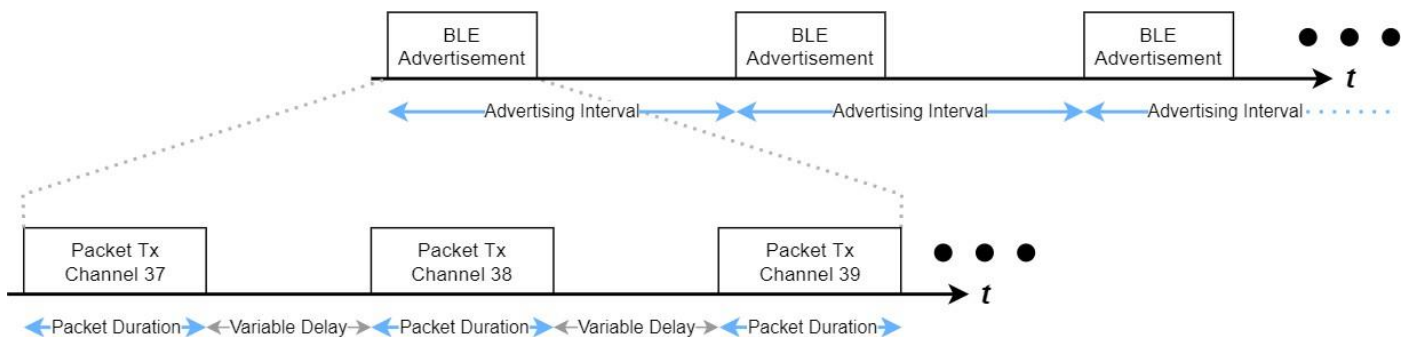 BLE
Advertisement
BLE
Advertisement
BLE
Advertisement
t
Advertising Interval
Advertising Interval
Advertising Interval
Packet Tx
Channel 37
Packet Tx
Channel 38
Packet Tx
Channel 39
t
Packet Duration
Variable Delay
Packet Duration
Variable Delay
Packet Duration